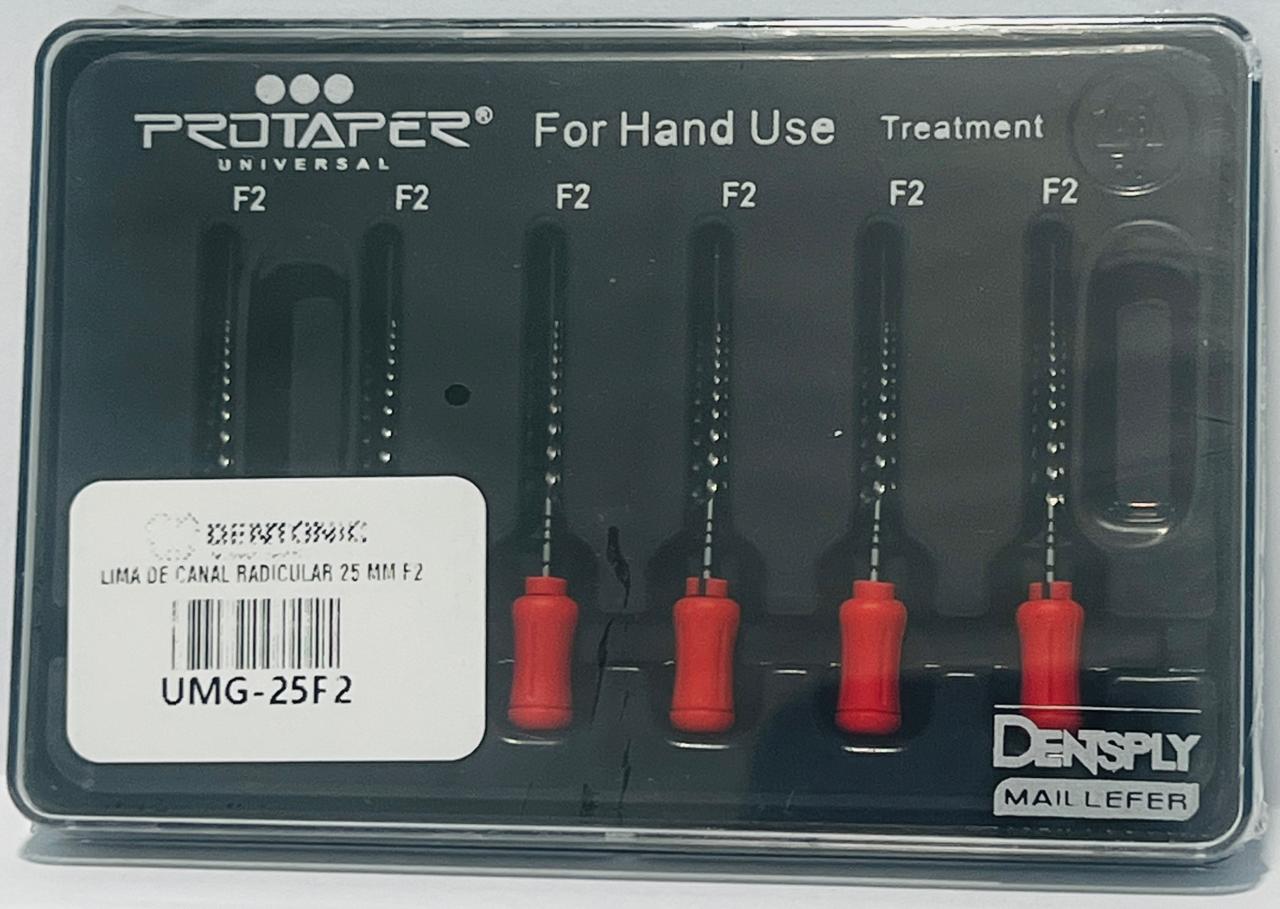 PROTAPER®
UNIVERSAL
For Hand Use
Treatment
F2 F2 F2 F2 F2 F2
DENTONIC
LIMA DE CANAL RADICULAR 25 MM F2
UMG-25F2
DENTSPLY
MAILLEFER